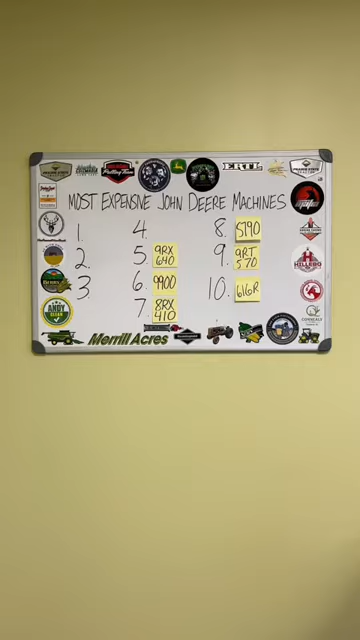 ERTL
MOST EXPENSIVE JOHN DEERE MACHINES
1.
2.
3.
4.
5. 9RX
640
6. 9900
7. 8RX
410
8. 5190
9. 9RT
570
10. 616R
Merrill Acres